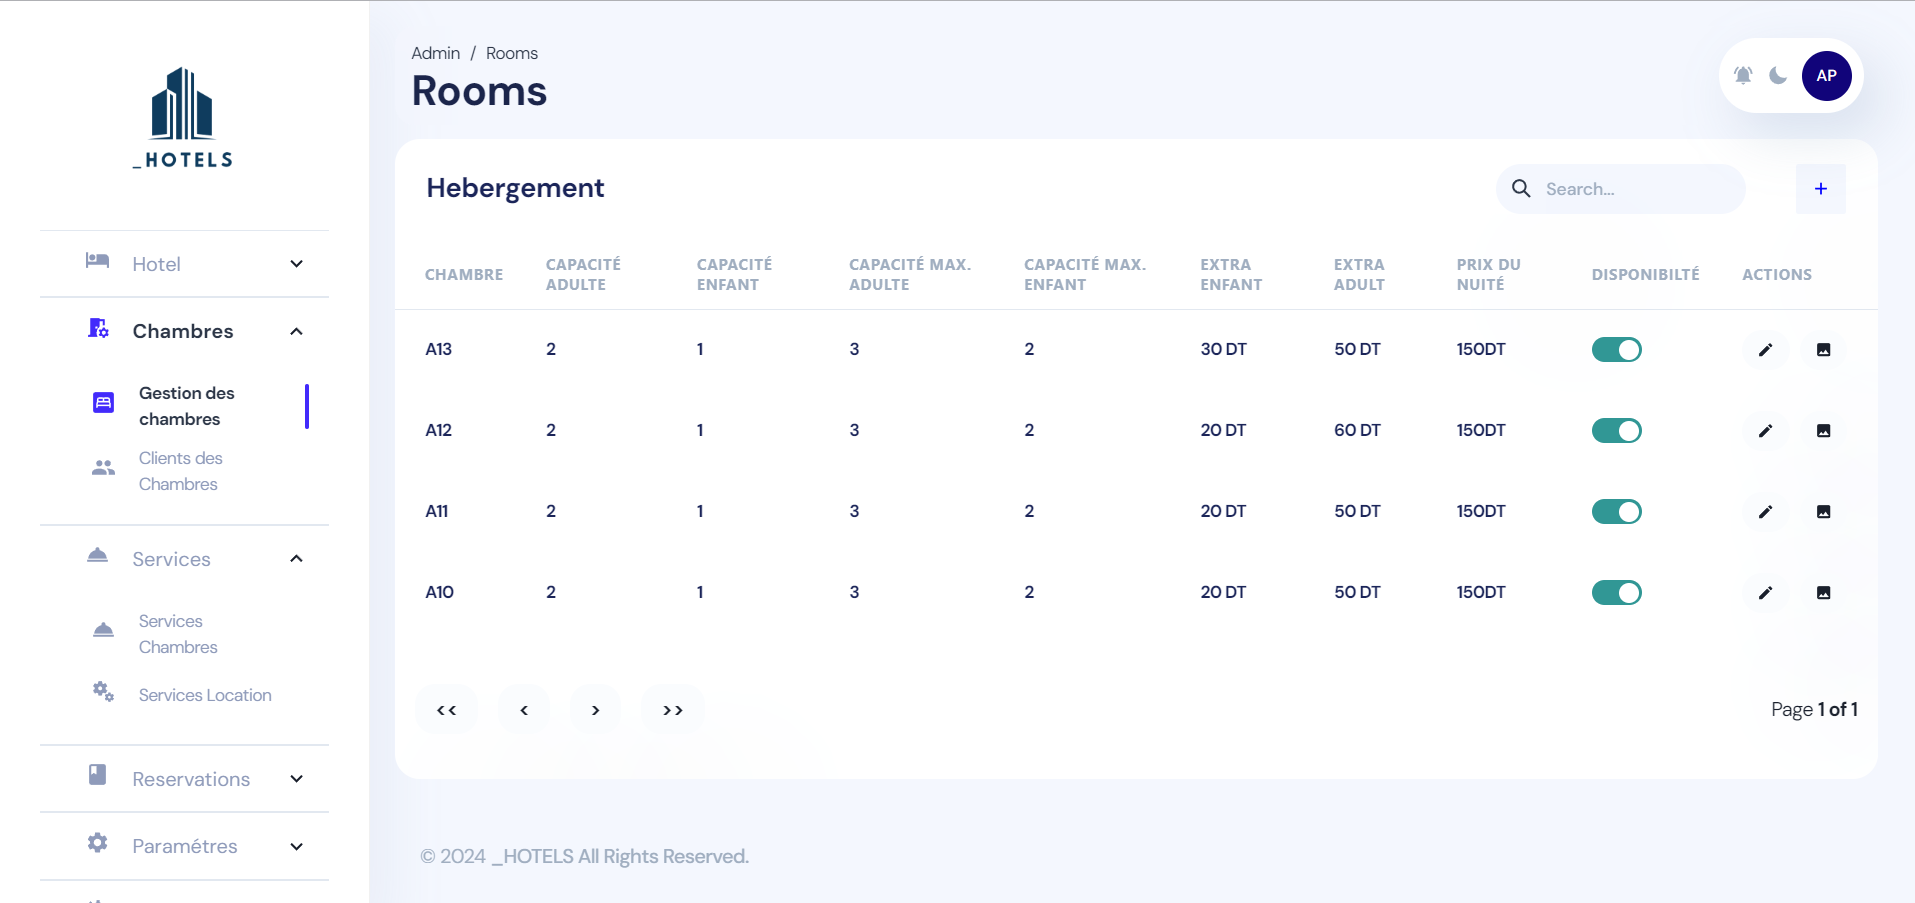 _HOTELS
Hotel
Chambres
Gestion des
chambres
Clients des
Chambres
Services
Services
Chambres
Services Location
Reservations
Paramétres
Admin / Rooms
Rooms
AP
Hebergement
Search...
+
CHAMBRE CAPACITÉ ADULTE CAPACITÉ ENFANT CAPACITÉ MAX. ADULTE CAPACITÉ MAX. ENFANT EXTRA ENFANT EXTRA ADULT PRIX DU NUITÉ DISPONIBILTÉ ACTIONS
A13 2 1 3 2 30 DT 50 DT 150DT
A12 2 1 3 2 20 DT 60 DT 150DT
A11 2 1 3 2 20 DT 50 DT 150DT
A10 2 1 3 2 20 DT 50 DT 150DT
<< < > >> Page 1 of 1
© 2024 _HOTELS All Rights Reserved.